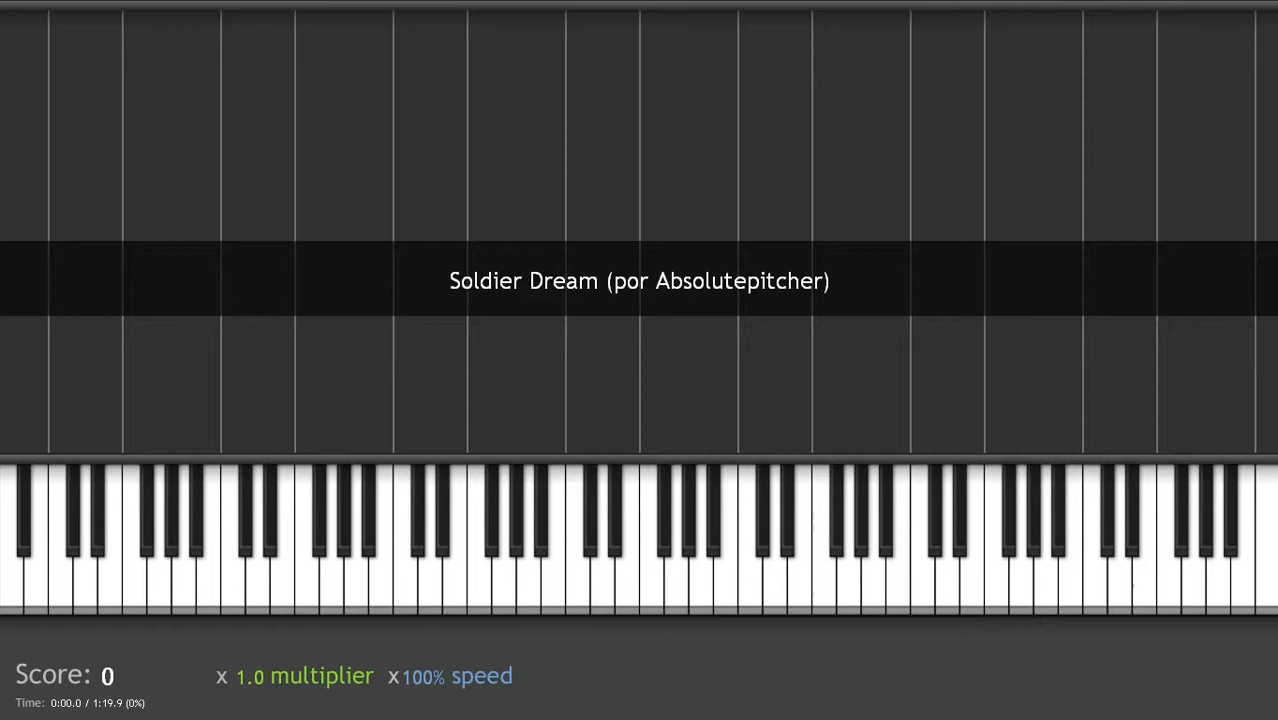 Soldier Dream (por Absolutepitcher)
Score: 0 x 1.0 multiplier x100% speed
Time: 0:00.0 / 1:19.9 (0%)